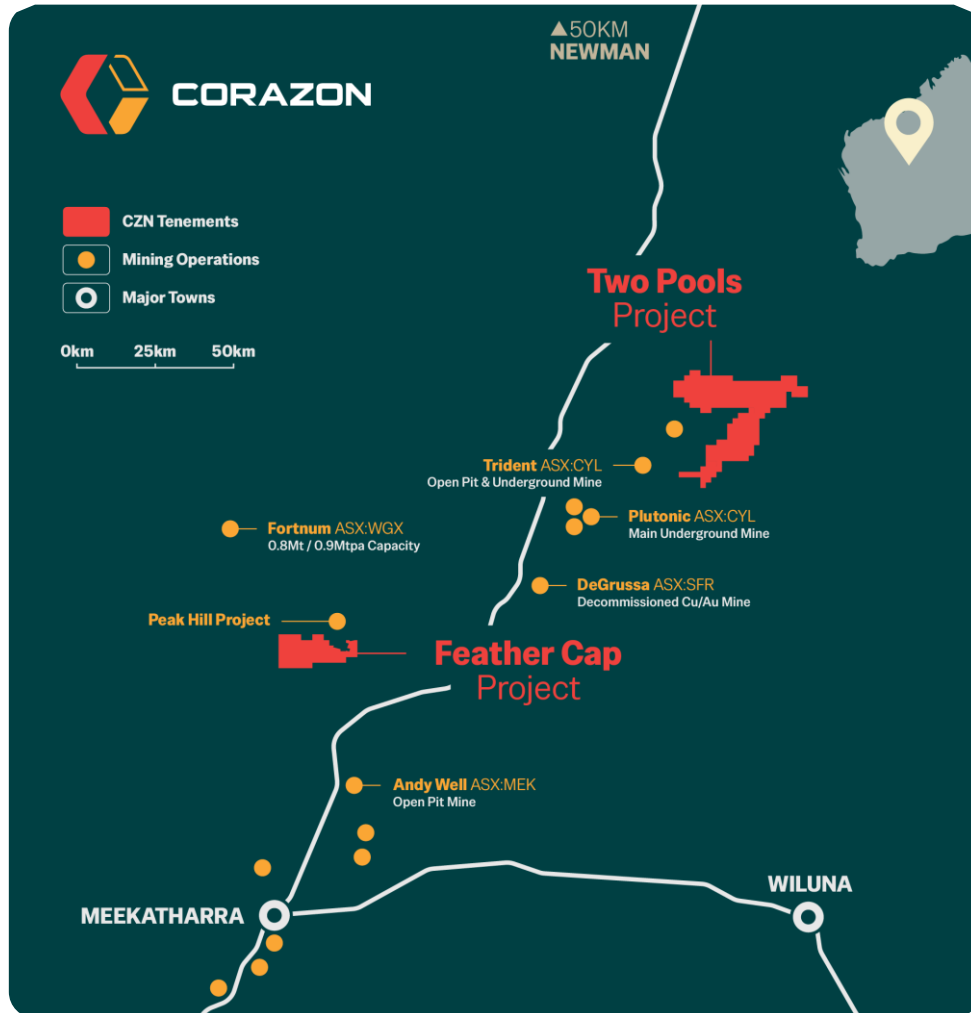 ▲50KM
NEWMAN
CORAZON
CZN Tenements
Mining Operations
Major Towns
0km 25km 50km
Two Pools
Project
Trident ASX:CYL
Open Pit & Underground Mine
Fortnum ASX:WGX
0.8Mt / 0.9Mtpa Capacity
Plutonic ASX:CYL
Main Underground Mine
DeGrussa ASX:SFR
Decommissioned Cu/Au Mine
Peak Hill Project
Feather Cap
Project
Andy Well ASX:MEK
Open Pit Mine
MEEKATHARRA
WILUNA